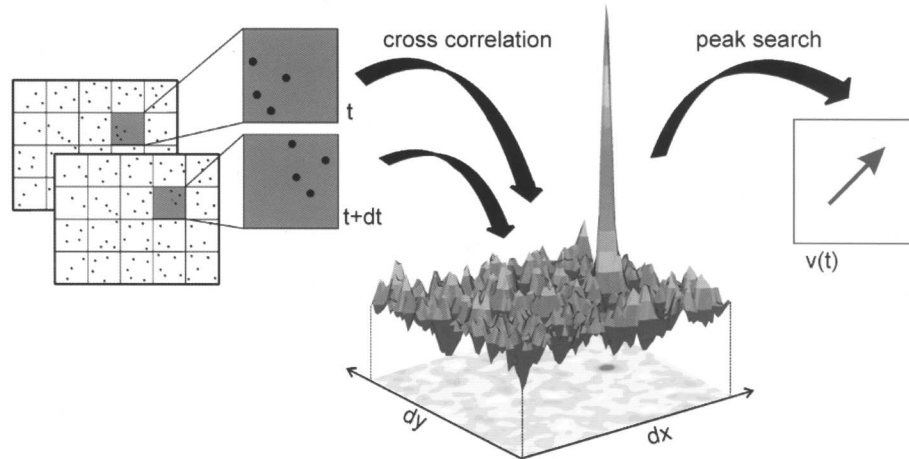 cross correlation
peak search
t
t+dt
v(t)
dy
dx